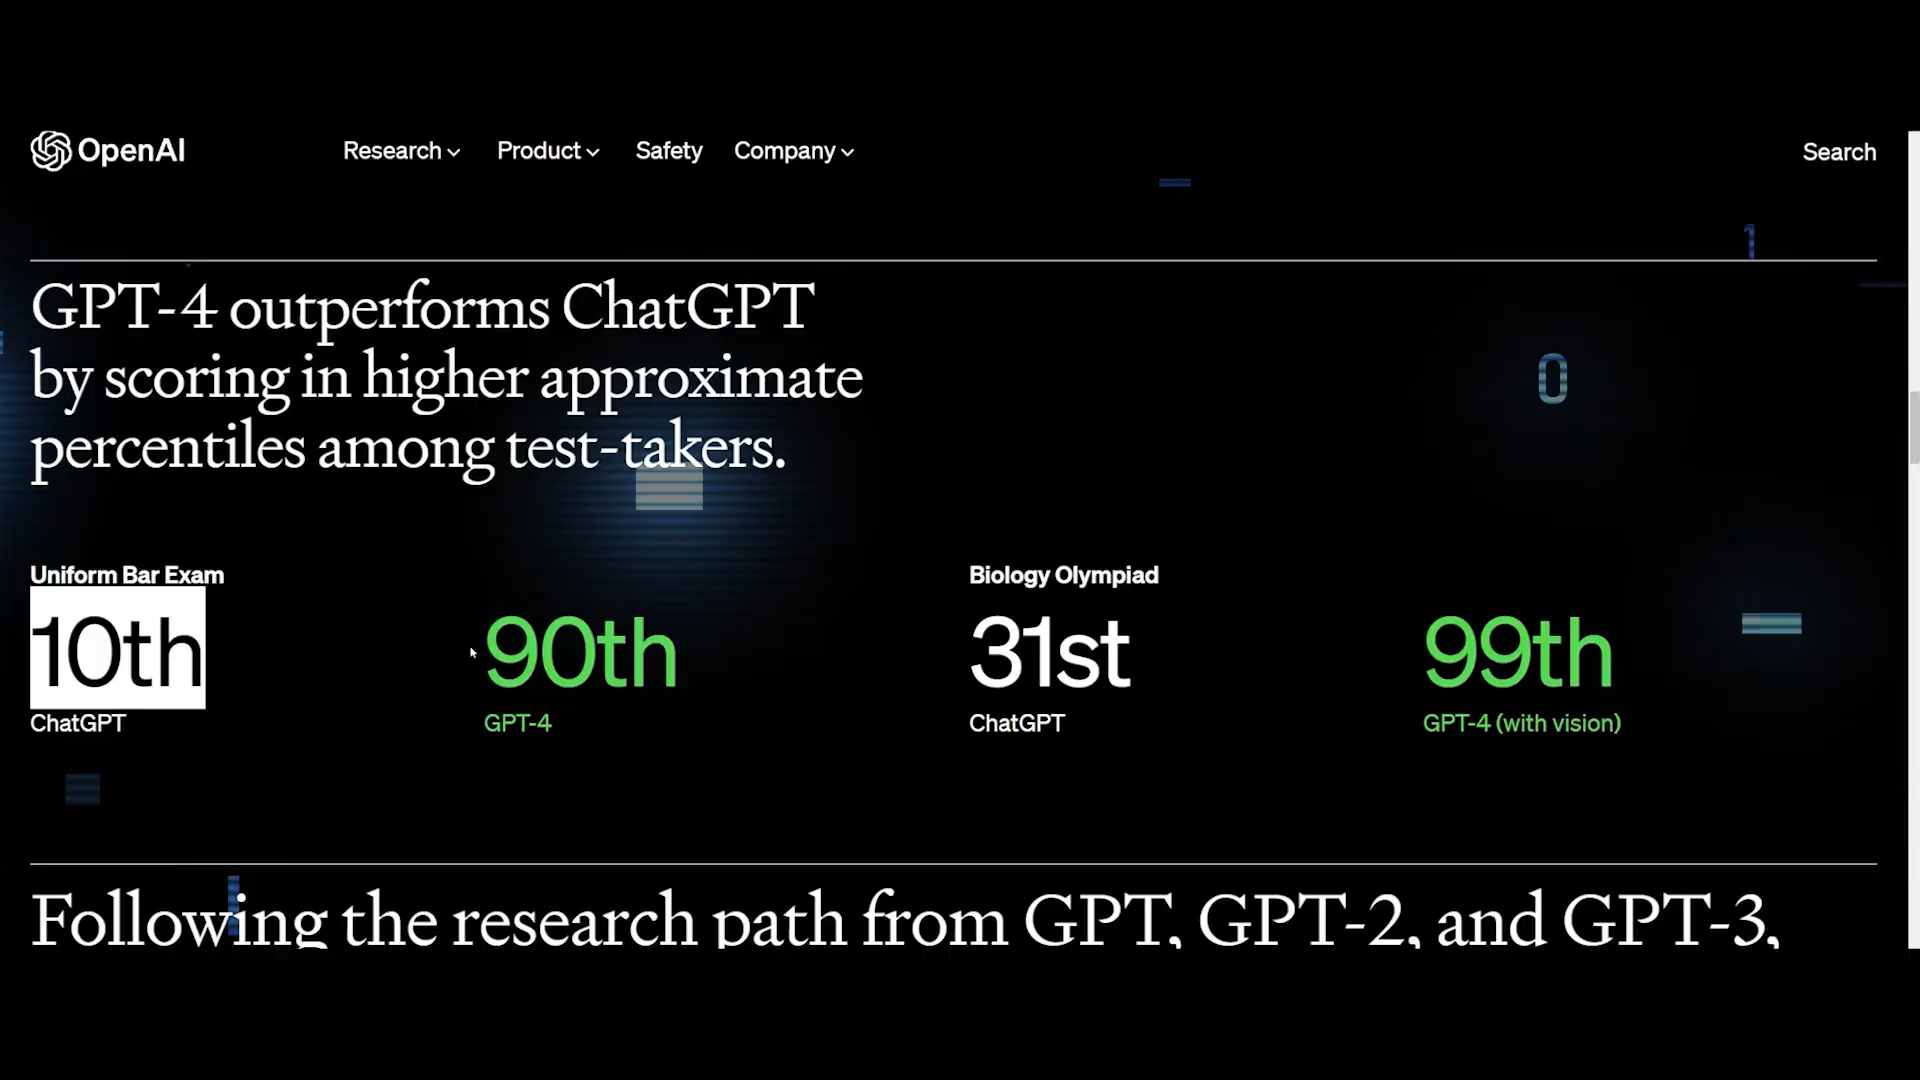 OpenAI
Research
Product
Safety
Company
Search
1
GPT-4 outperforms ChatGPT
by scoring in higher approximate
percentiles among test-takers.
0
Uniform Bar Exam
10th
ChatGPT
90th
GPT-4
Biology Olympiad
31st
ChatGPT
99th
GPT-4 (with vision)
Following the research path from GPT, GPT-2, and GPT-3,